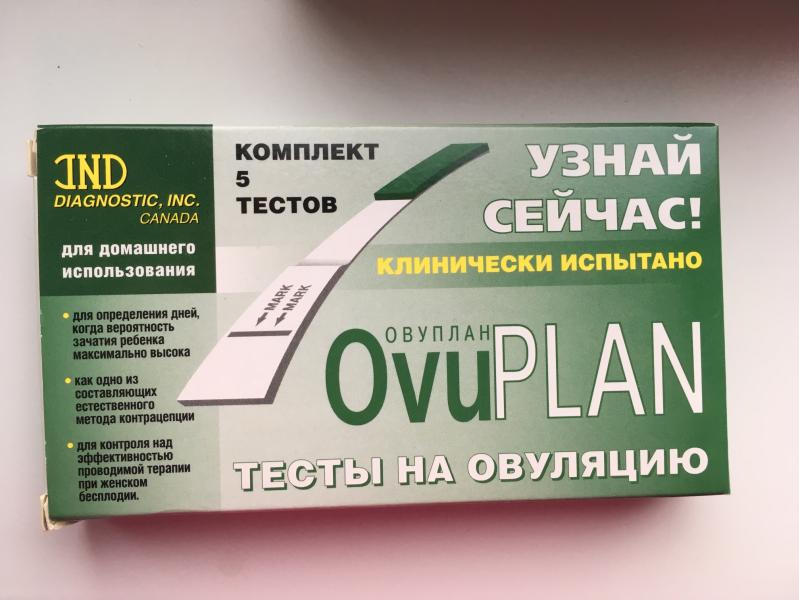 IND
DIAGNOSTIC, INC.
CANADA
для домашнего
использования
• для определения дней,
когда вероятность
зачатия ребенка
максимально высока
• как одно из
составляющих
естественного
метода контрацепции
• для контроля над
эффективностью
проводимой терапии
при женском
бесплодии.
КОМПЛЕКТ
5
ТЕСТОВ
MARK
MARK
УЗНАЙ
СЕЙЧАС!
КЛИНИЧЕСКИ ИСПЫТАНО
ОВУПЛАН
OvuPLAN
ТЕСТЫ НА ОВУЛЯЦИЮ